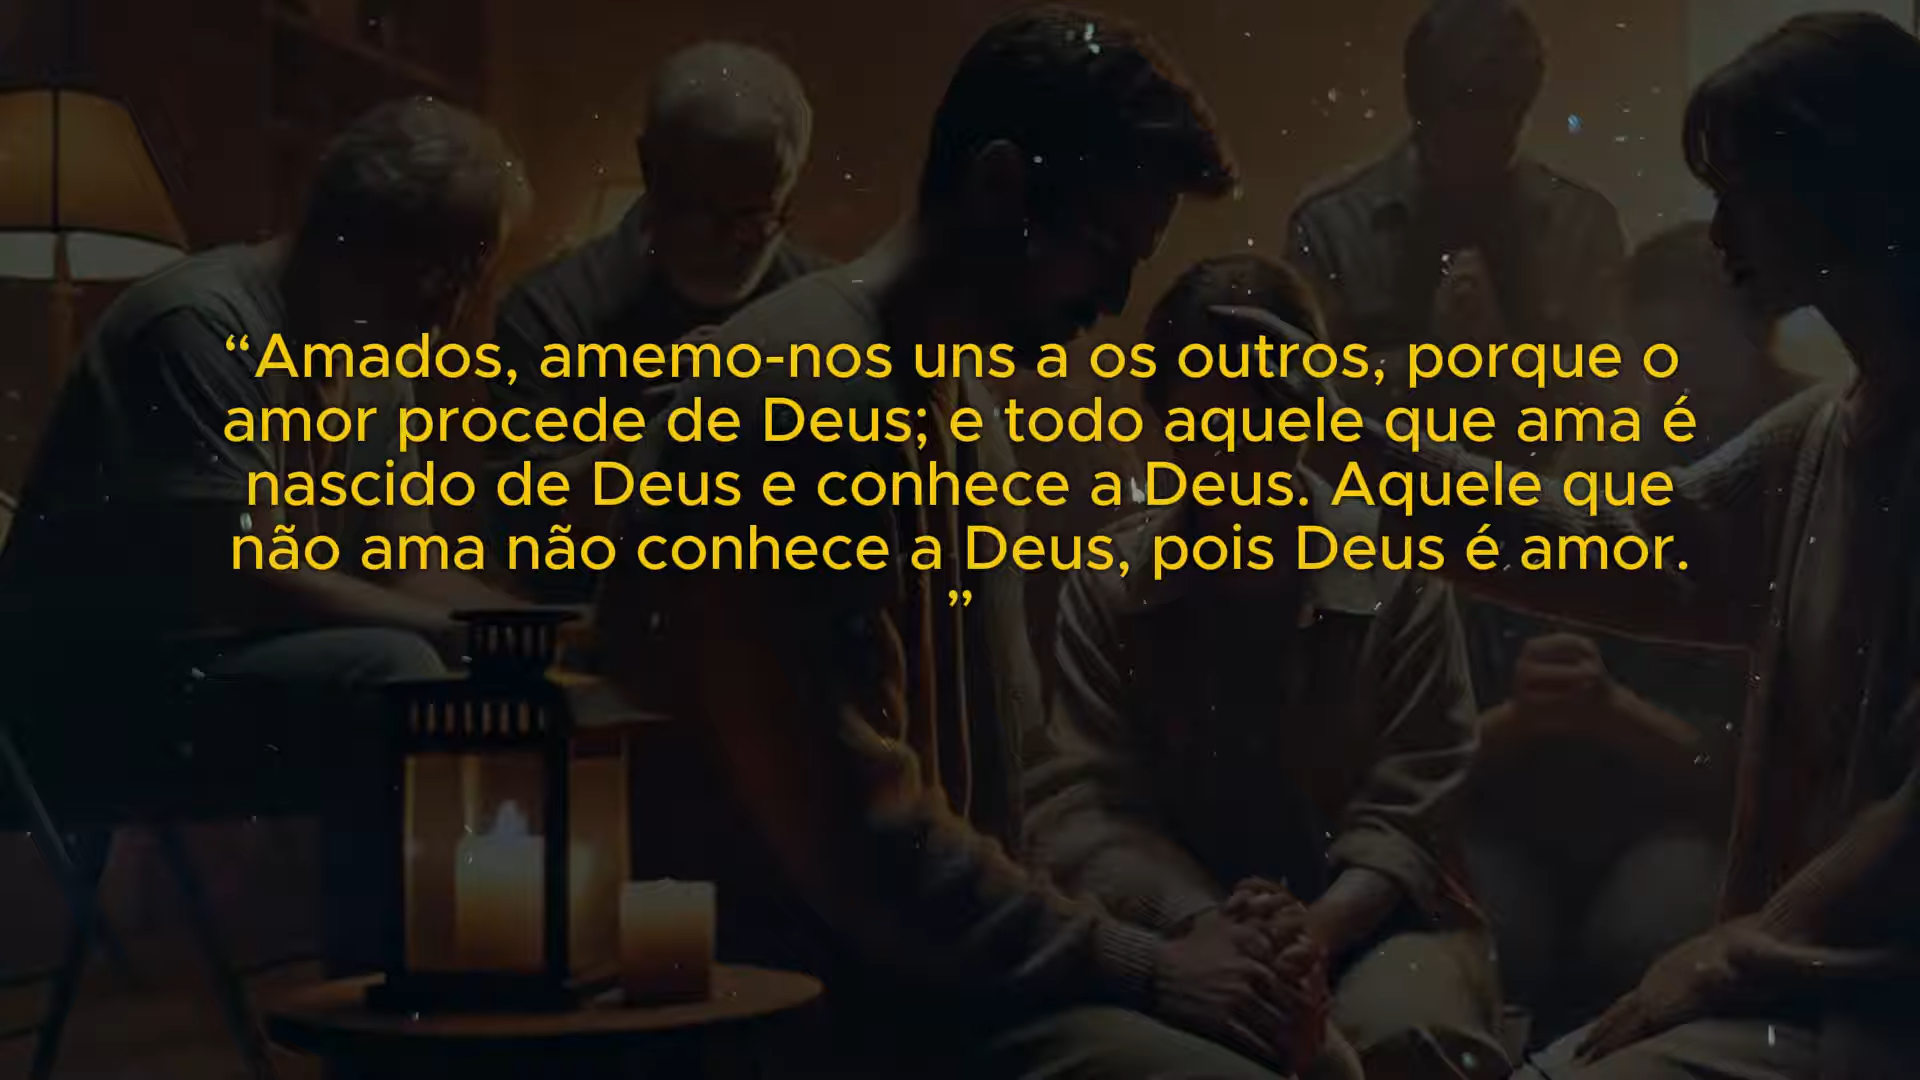 “Amados, amemo-nos uns a os outros, porque o
amor procede de Deus; e todo aquele que ama é
nascido de Deus e conhece a Deus. Aquele que
não ama não conhece a Deus, pois Deus é amor.
”